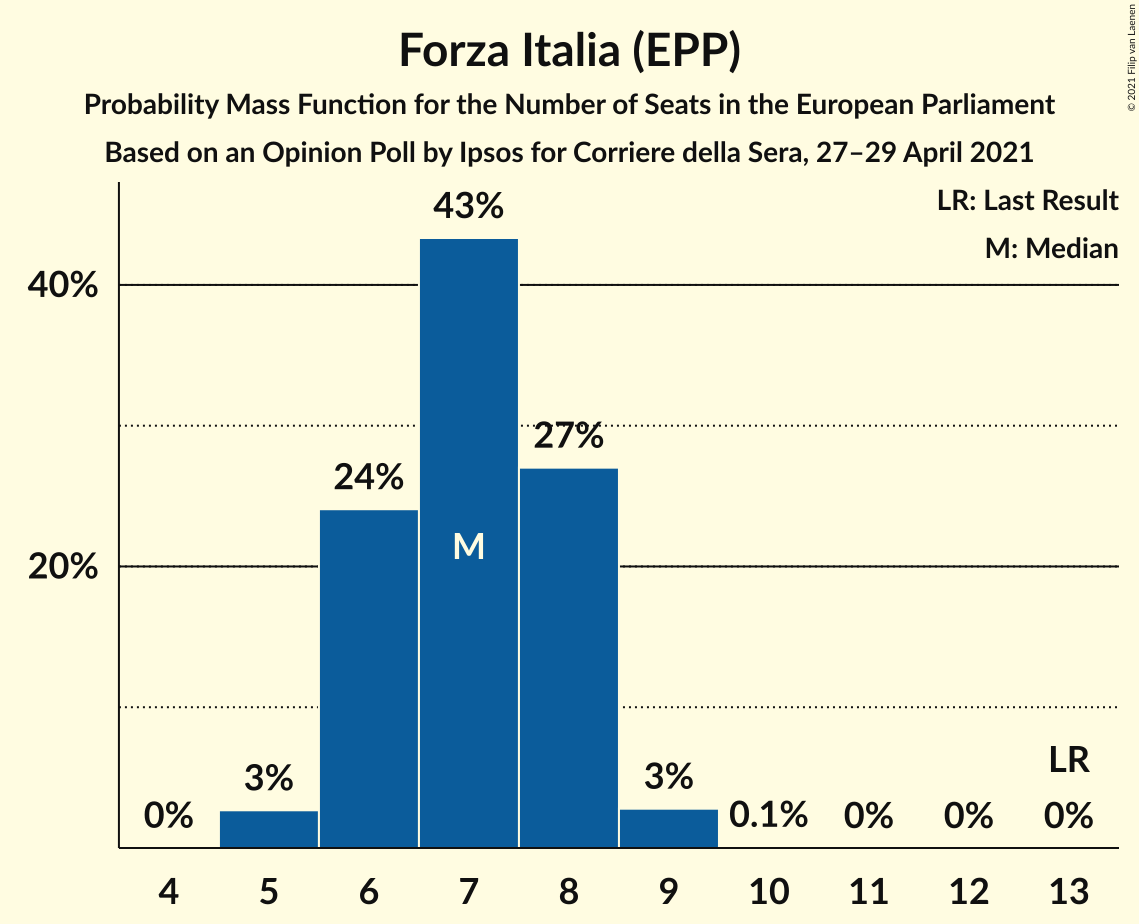 Forza Italia (EPP)
Probability Mass Function for the Number of Seats in the European Parliament
Based on an Opinion Poll by Ipsos for Corriere della Sera, 27–29 April 2021
© 2021 Filip van Laenen
LR: Last Result
M: Median
43%
40%
27%
24%
M
20%
LR
3%
3%
0%
0.1%
0%
0%
0%
4 5 6 7 8 9 10 11 12 13